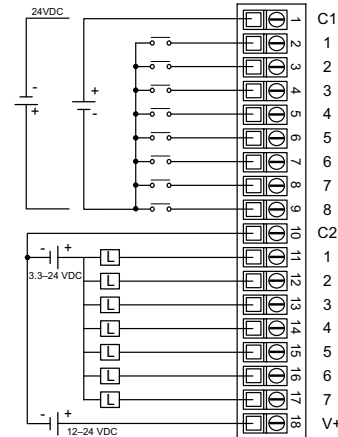 24VDC
1 C1
2 1
- + 3 2
+ - 4 3
5 4
6 5
7 6
8 7
9 8
10 C2
- + L 11 1
3.3–24 VDC L 12 2
L 13 3
L 14 4
L 15 5
L 16 6
L 17 7
- + 18 V+
12–24 VDC